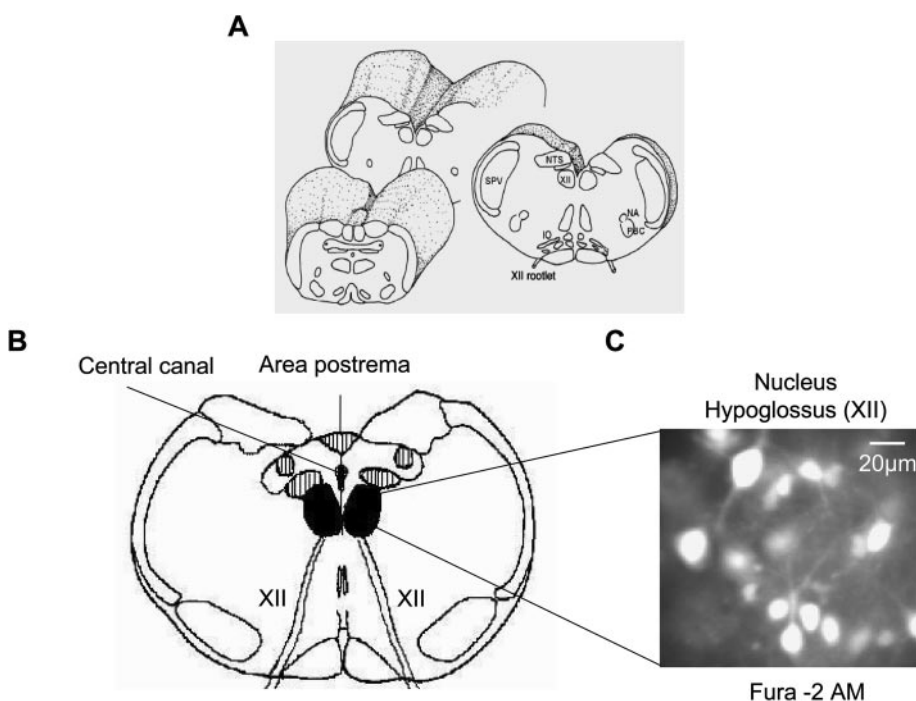 A
NTS
SPV
XII
NA
PBC
IO
XII rootlet
B
Central canal
Area postrema
XII
XII
C
Nucleus
Hypoglossus (XII)
20µm
Fura -2 AM